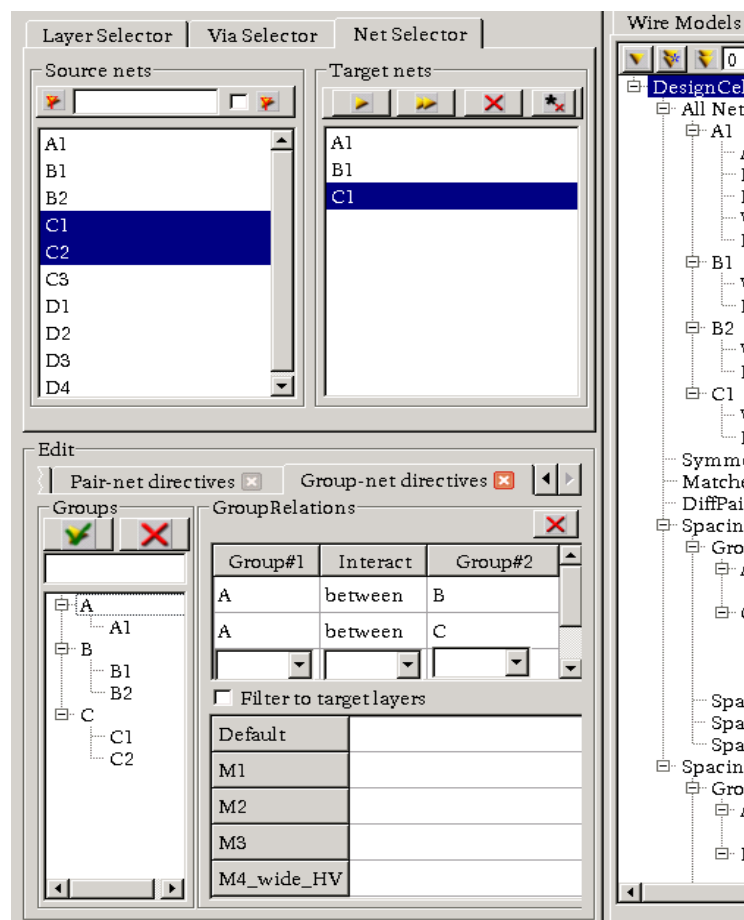 Layer Selector
Via Selector
Net Selector
Source nets
A1
B1
B2
C1
C2
C3
D1
D2
D3
D4
Target nets
A1
B1
C1
Edit
Pair-net directives
Group-net directives
Groups
A
A1
B
B1
B2
C
C1
C2
GroupRelations
Group#1 Interact Group#2
A between B
A between C
Filter to target layers
Default
M1
M2
M3
M4_wide_HV
Wire Models
0
DesignCel
All Net
A1
B1
B2
C1
Symme
Matche
DiffPai
Spacin
Gro
Spa
Spa
Spa
Spacin
Gro